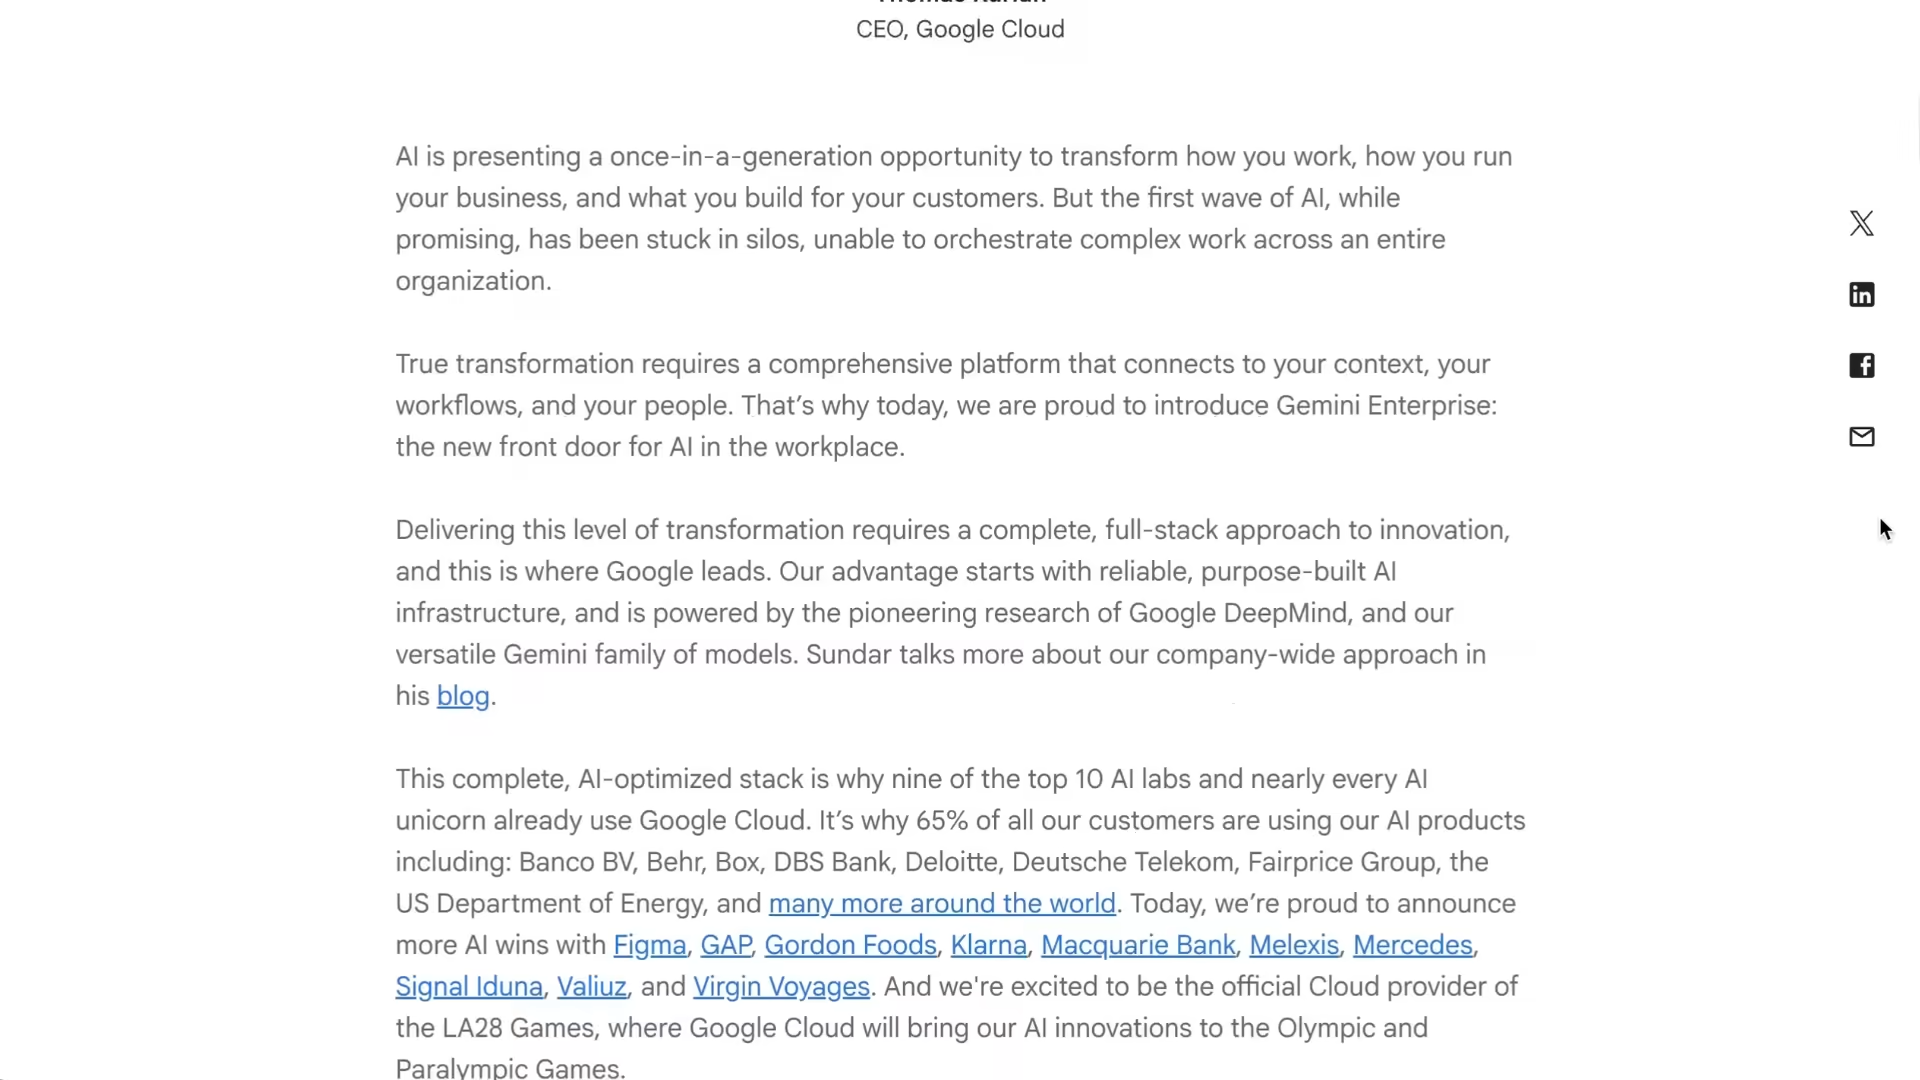 CEO, Google Cloud
AI is presenting a once-in-a-generation opportunity to transform how you work, how you run
your business, and what you build for your customers. But the first wave of AI, while
promising, has been stuck in silos, unable to orchestrate complex work across an entire
organization.
True transformation requires a comprehensive platform that connects to your context, your
workflows, and your people. That’s why today, we are proud to introduce Gemini Enterprise:
the new front door for AI in the workplace.
Delivering this level of transformation requires a complete, full-stack approach to innovation,
and this is where Google leads. Our advantage starts with reliable, purpose-built AI
infrastructure, and is powered by the pioneering research of Google DeepMind, and our
versatile Gemini family of models. Sundar talks more about our company-wide approach in
his blog.
This complete, AI-optimized stack is why nine of the top 10 AI labs and nearly every AI
unicorn already use Google Cloud. It’s why 65% of all our customers are using our AI products
including: Banco BV, Behr, Box, DBS Bank, Deloitte, Deutsche Telekom, Fairprice Group, the
US Department of Energy, and many more around the world. Today, we’re proud to announce
more AI wins with Figma, GAP, Gordon Foods, Klarna, Macquarie Bank, Melexis, Mercedes,
Signal Iduna, Valiuz, and Virgin Voyages. And we're excited to be the official Cloud provider of
the LA28 Games, where Google Cloud will bring our AI innovations to the Olympic and
Paralympic Games.